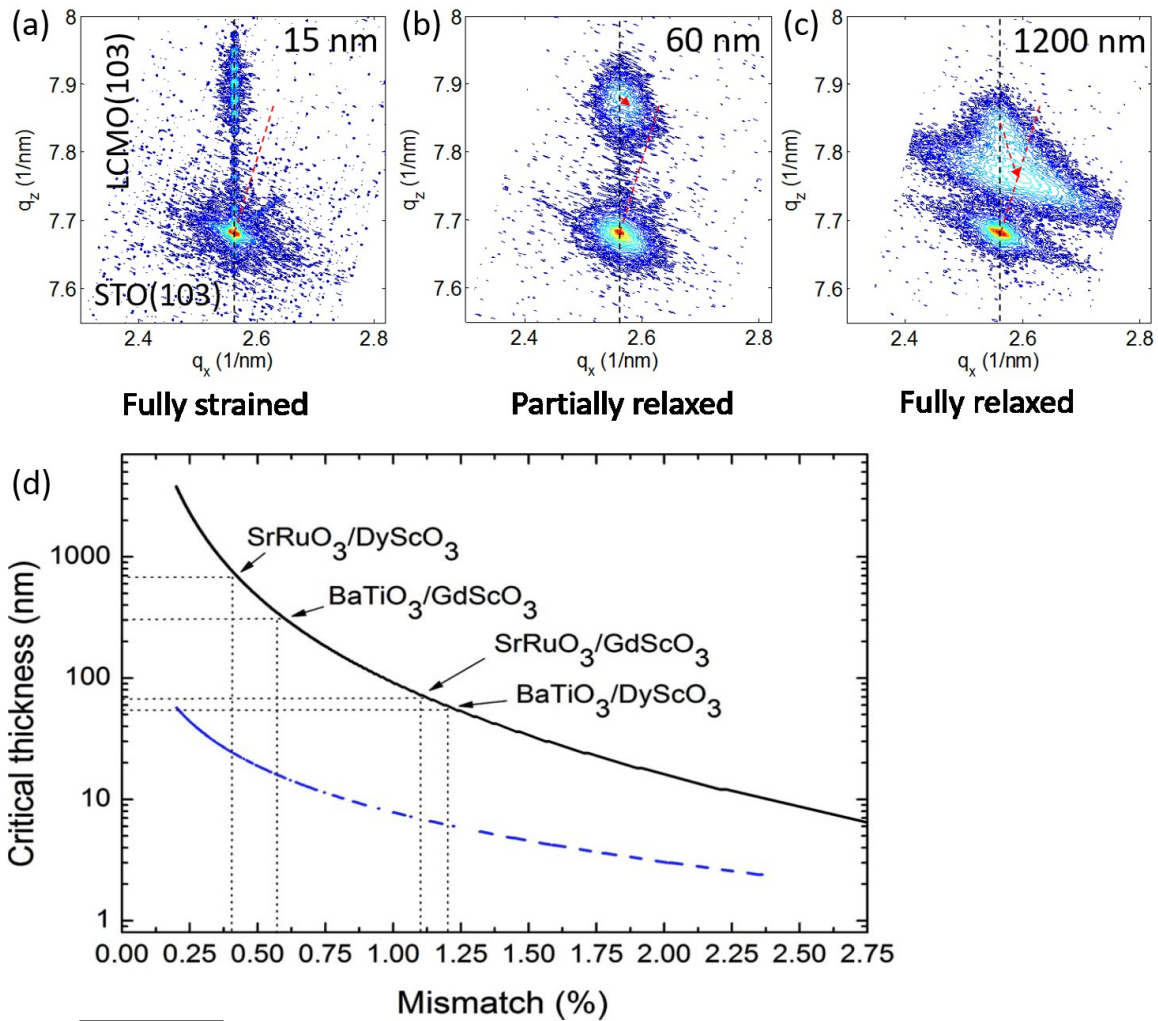 (a)
15 nm
(b)
60 nm
(c)
1200 nm
LCMO(103)
STO(103)
8
7.9
7.8
7.7
7.6
q_z (1/nm)
2.4
2.6
2.8
q_x (1/nm)
8
7.9
7.8
7.7
7.6
q_z (1/nm)
2.4
2.6
2.8
q_x (1/nm)
8
7.9
7.8
7.7
7.6
q_z (1/nm)
2.4
2.6
2.8
q_x (1/nm)
Fully strained
Partially relaxed
Fully relaxed
(d)
Critical thickness (nm)
1000
100
10
1
SrRuO₃/DyScO₃
BaTiO₃/GdScO₃
SrRuO₃/GdScO₃
BaTiO₃/DyScO₃
0.00 0.25 0.50 0.75 1.00 1.25 1.50 1.75 2.00 2.25 2.50 2.75
Mismatch (%)